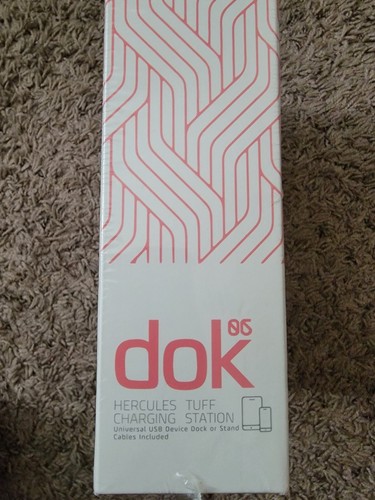 dok 06
HERCULES TUFF
CHARGING STATION
Universal USB Device Dock or Stand
Cables Included